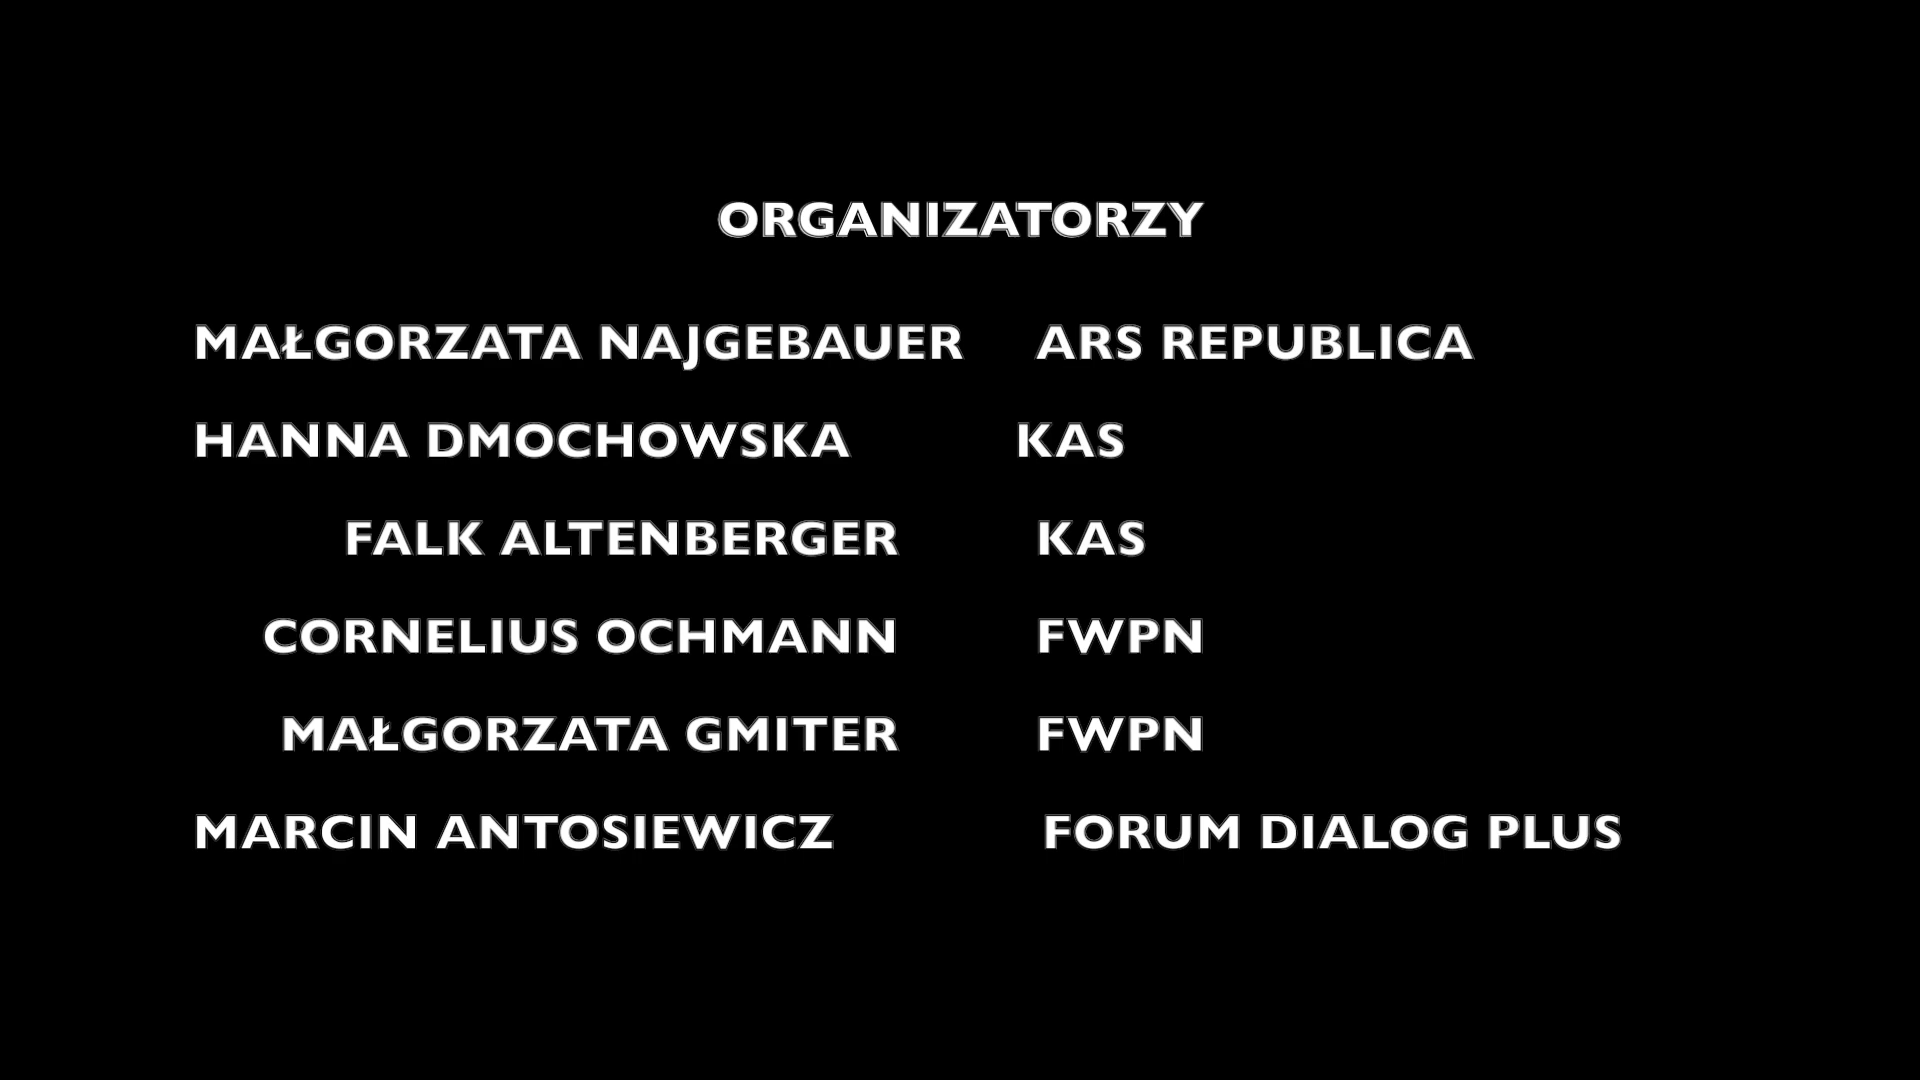 ORGANIZATORZY
MAŁGORZATA NAJGEBAUER ARS REPUBLICA
HANNA DMOCHOWSKA KAS
FALK ALTENBERGER KAS
CORNELIUS OCHMANN FWPN
MAŁGORZATA GMITER FWPN
MARCIN ANTOSIEWICZ FORUM DIALOG PLUS